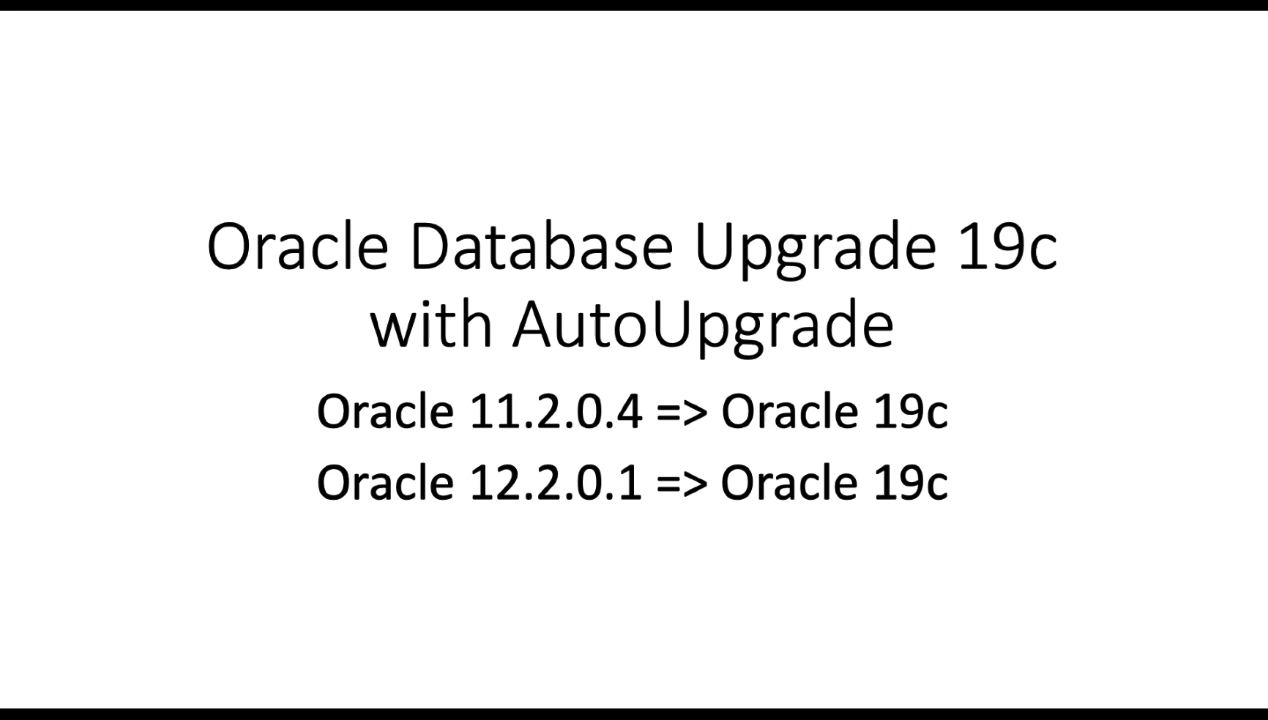 Oracle Database Upgrade 19c
with AutoUpgrade
Oracle 11.2.0.4 => Oracle 19c
Oracle 12.2.0.1 => Oracle 19c